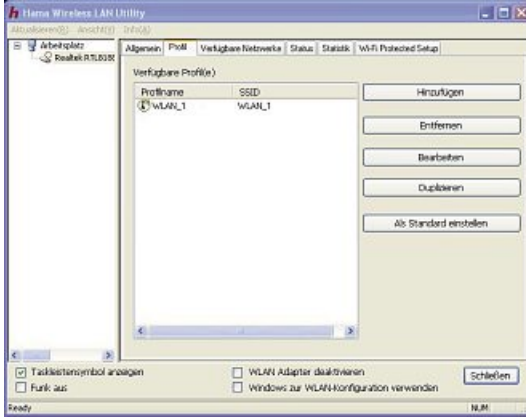 Hama Wireless LAN Utility
Aktualisieren(R) Ansicht(Y) Info(A)
Arbeitsplatz
Realtek RTL8180
Allgemein Profil Verfügbare Netzwerke Status Statistik Wi-Fi Protected Setup
Verfügbare Profil(e)
Profilname SSID
WLAN_1 WLAN_1
Hinzufügen
Entfernen
Bearbeiten
Duplizieren
Als Standard einstellen
Taskleistensymbol anzeigen
WLAN Adapter deaktivieren
Funk aus
Windows zur WLAN-Konfiguration verwenden
Schließen
Ready NUM